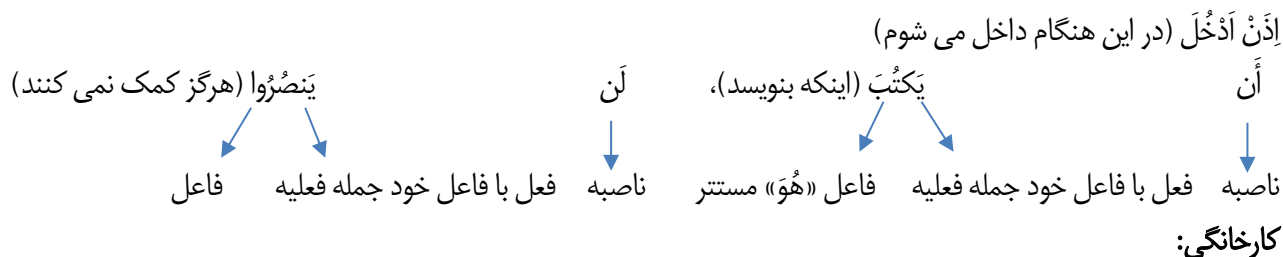 اِذَنْ اَدْخُلَ (در این هنگام داخل می شوم)
أَن یَکتُبَ (اینکه بنویسد)، لَن یَنصُرُوا (هرگز کمک نمی کنند)
ناصبه فعل با فاعل خود جمله فعلیه فاعل «هُوَ» مستتر ناصبه فعل با فاعل خود جمله فعلیه فاعل
کارخانگی: